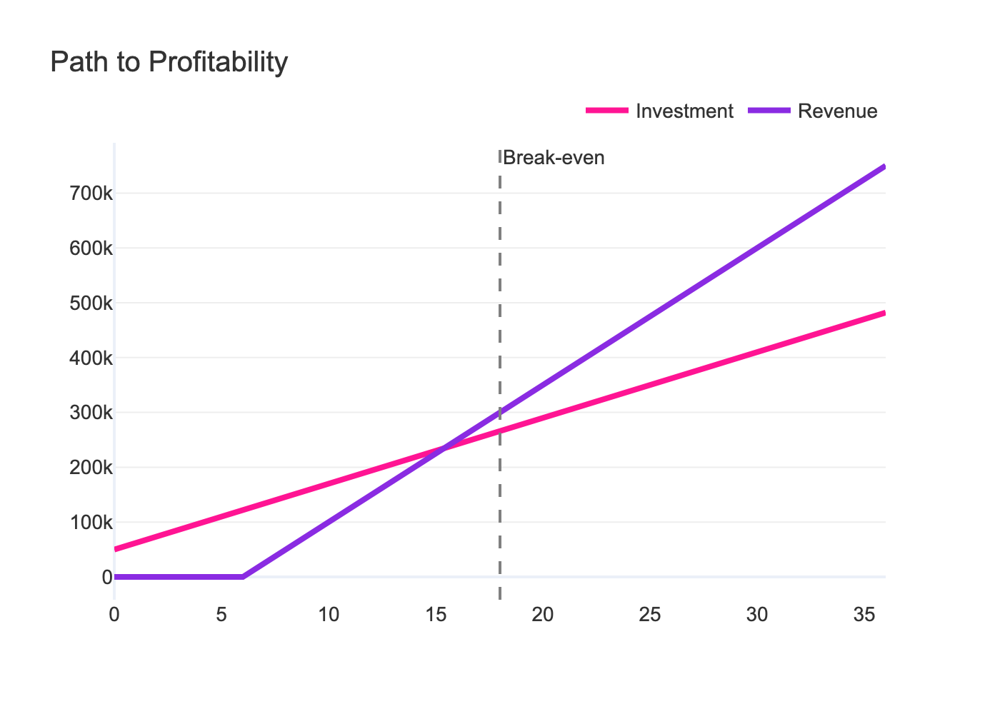 Path to Profitability
Investment Revenue
Break-even
700k
600k
500k
400k
300k
200k
100k
0
0 5 10 15 20 25 30 35